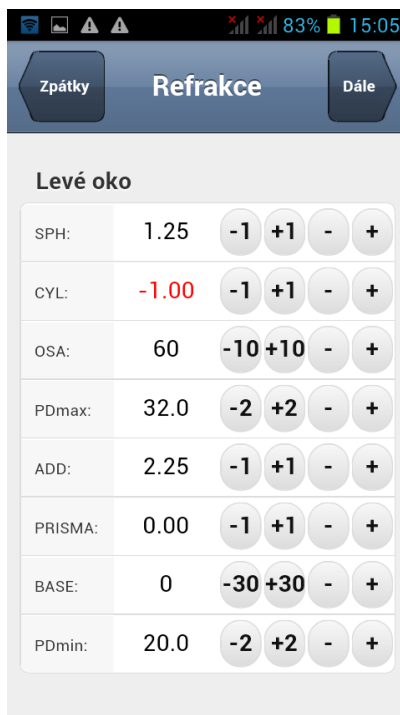 83% 15:05
Zpátky Refrakce Dále
Levé oko
SPH: 1.25 -1 +1 - +
CYL: -1.00 -1 +1 - +
OSA: 60 -10 +10 - +
PDmax: 32.0 -2 +2 - +
ADD: 2.25 -1 +1 - +
PRISMA: 0.00 -1 +1 - +
BASE: 0 -30 +30 - +
PDmin: 20.0 -2 +2 - +